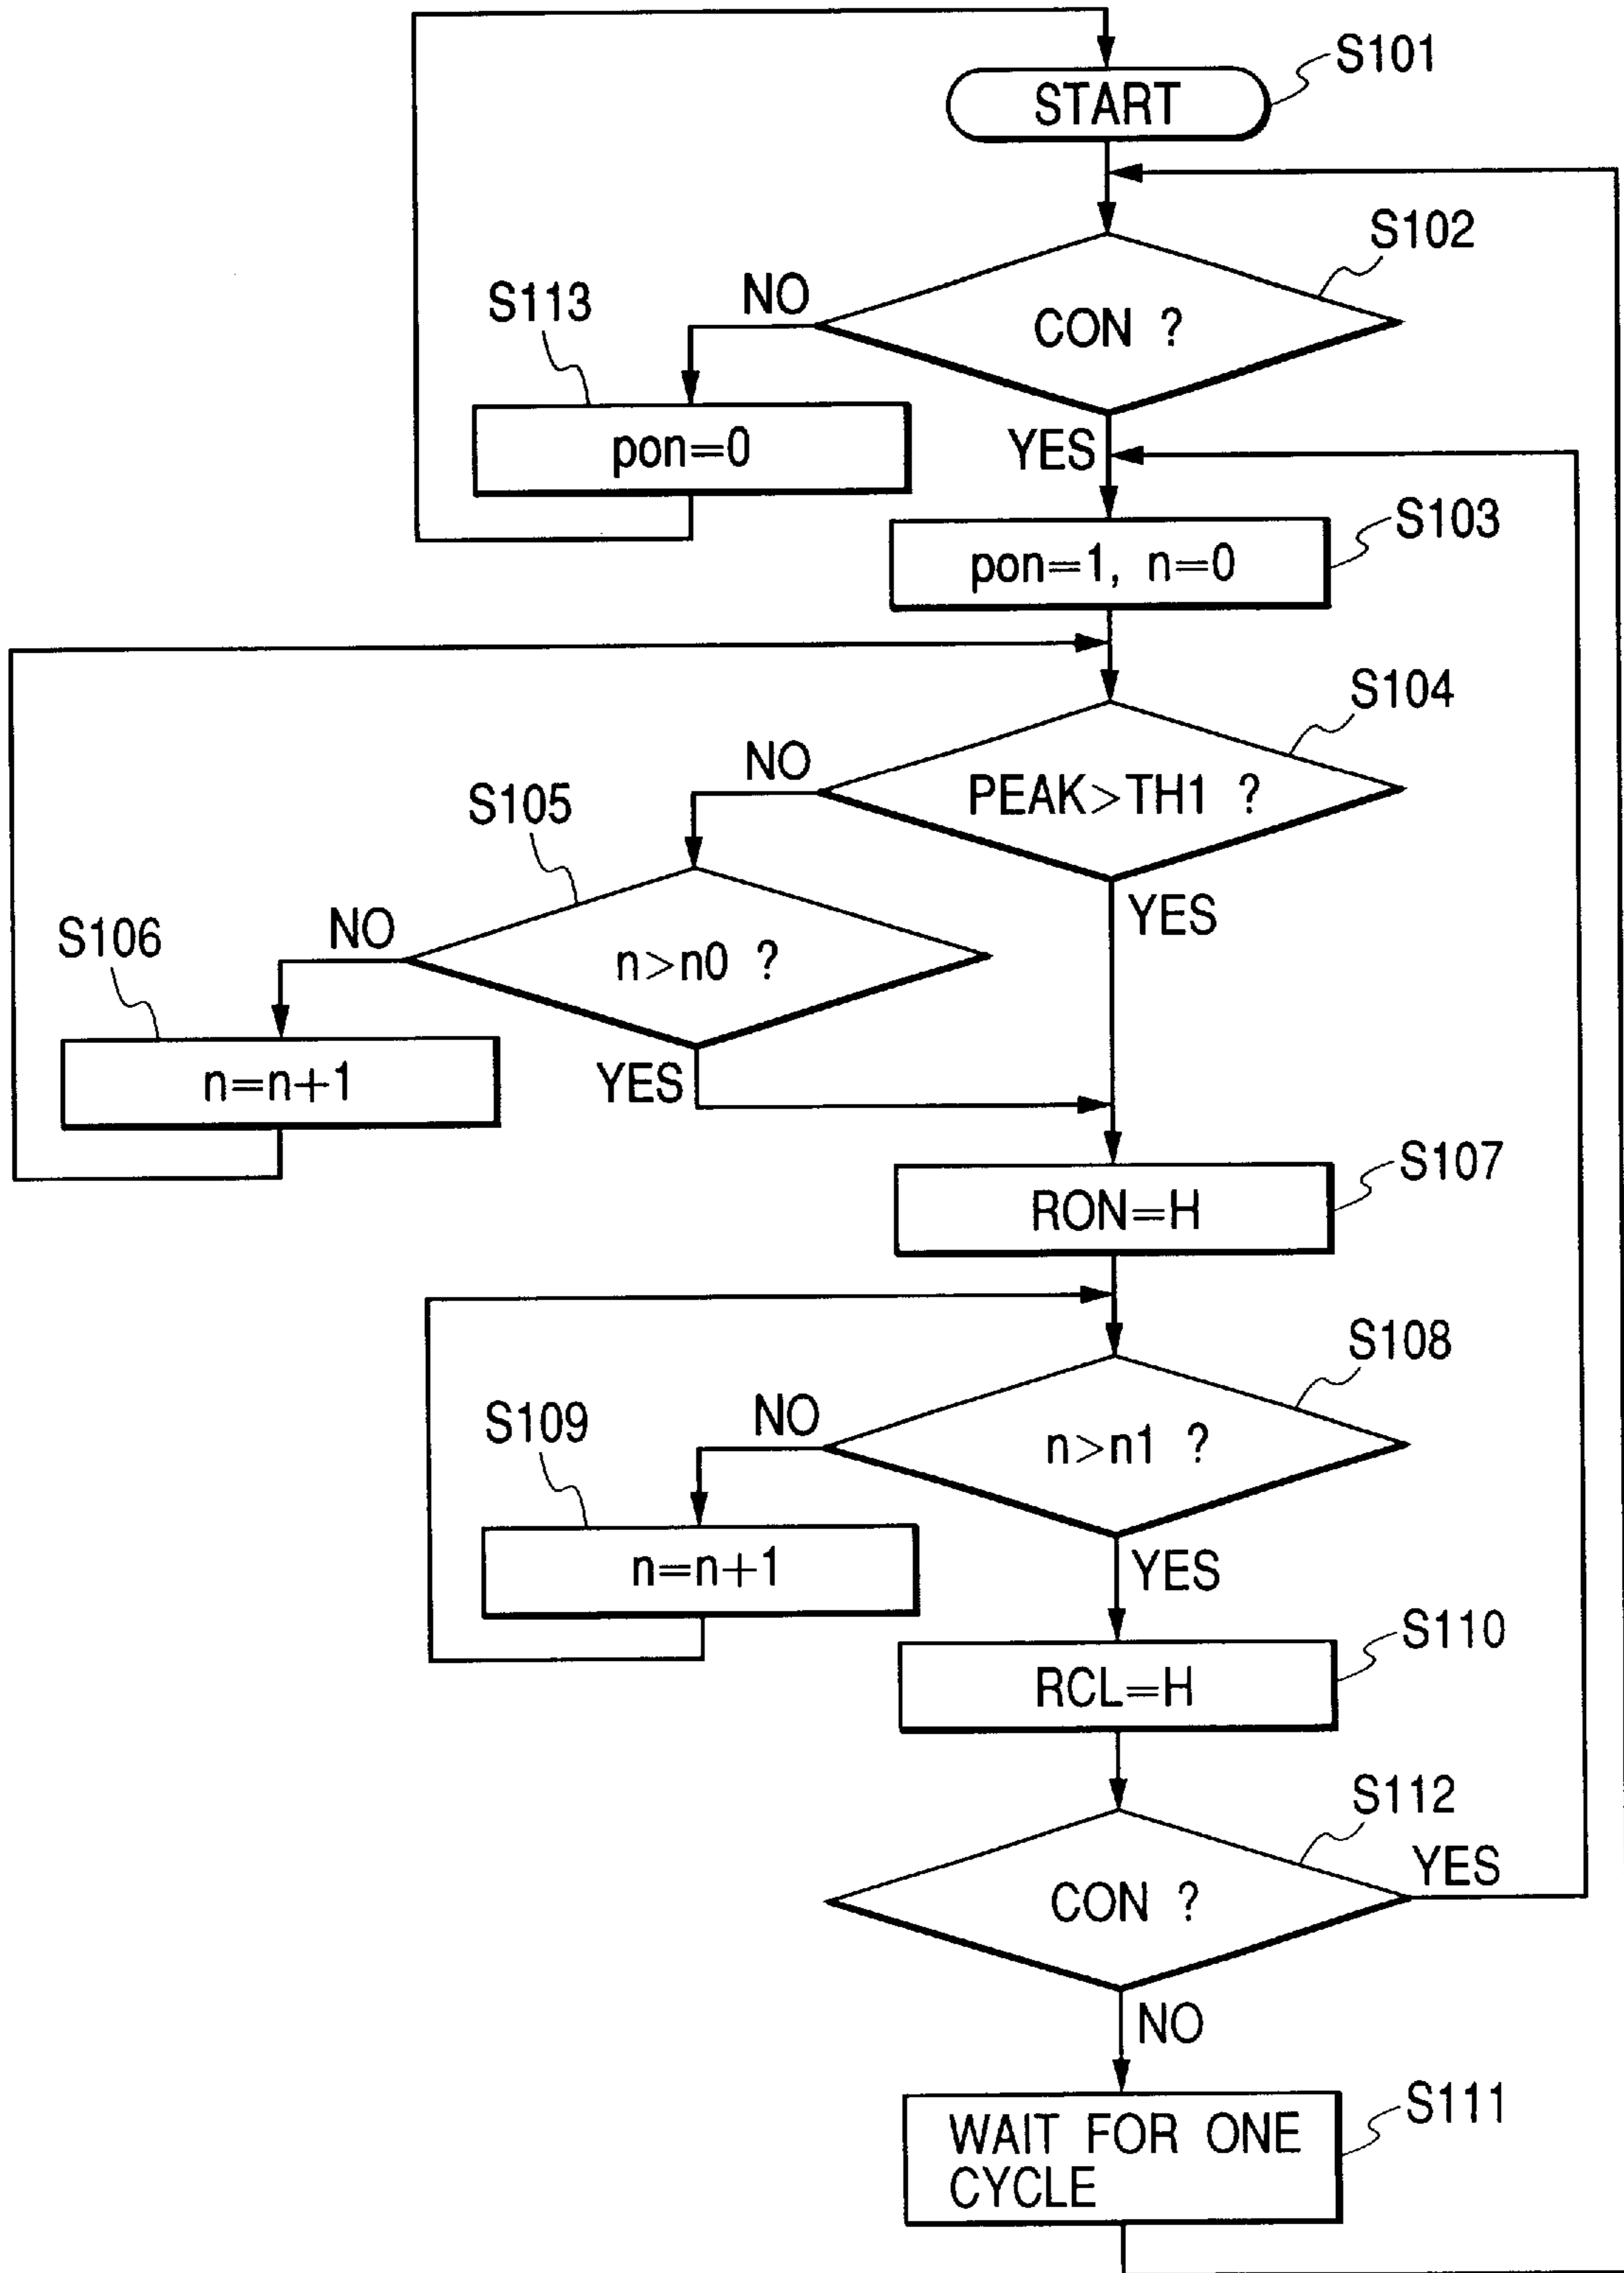 S101
START
S102
CON ?
NO
S113
pon=0
YES
S103
pon=1, n=0
S104
PEAK>TH1 ?
NO
S105
YES
n>n0 ?
NO
S106
n=n+1
YES
S107
RON=H
S108
n>n1 ?
NO
S109
n=n+1
YES
S110
RCL=H
S112
CON ?
YES
NO
S111
WAIT FOR ONE
CYCLE